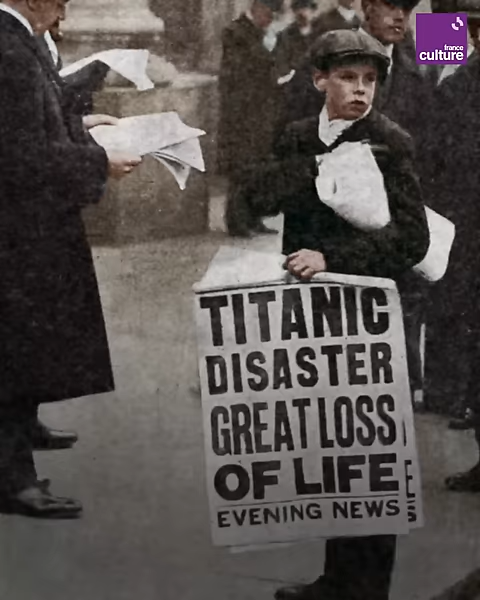 france
culture
TITANIC
DISASTER
GREAT LOSS
OF LIFE
EVENING NEWS
E
S